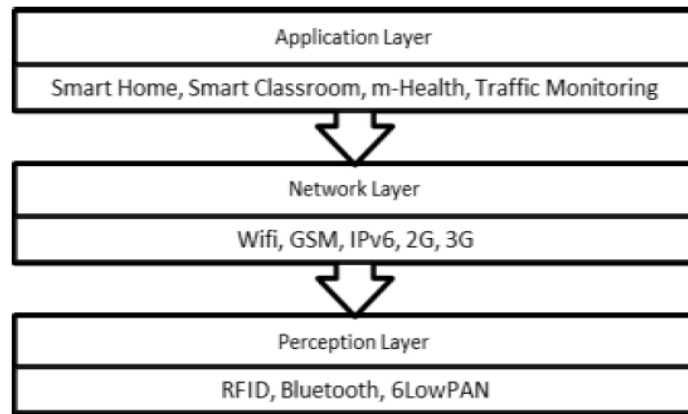 Application Layer
Smart Home, Smart Classroom, m-Health, Traffic Monitoring
Network Layer
Wifi, GSM, IPv6, 2G, 3G
Perception Layer
RFID, Bluetooth, 6LowPAN